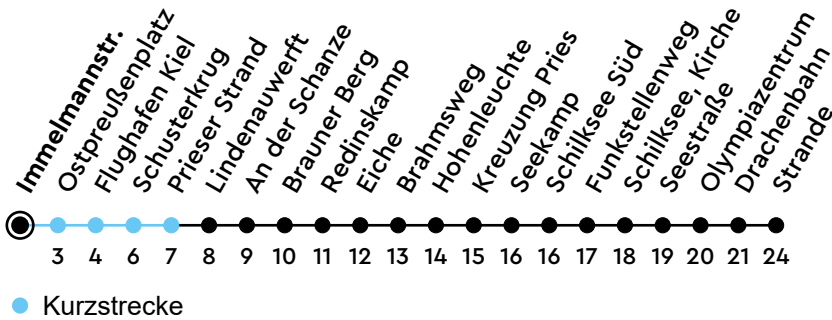 Immelmannstr.
Ostpreußenplatz
Flughafen Kiel
Schusterkrug
Prieser Strand
Lindenauwerft
An der Schanze
Brauner Berg
Redinskamp
Eiche
Brahmsweg
Hohenleuchte
Kreuzung Pries
Seekamp
Schilksee Süd
Funkstellenweg
Schilksee, Kirche
Seestraße
Olympiazentrum
Drachenbahn
Strande
3 4 6 7 8 9 10 11 12 13 14 15 16 16 17 18 19 20 21 24
Kurzstrecke